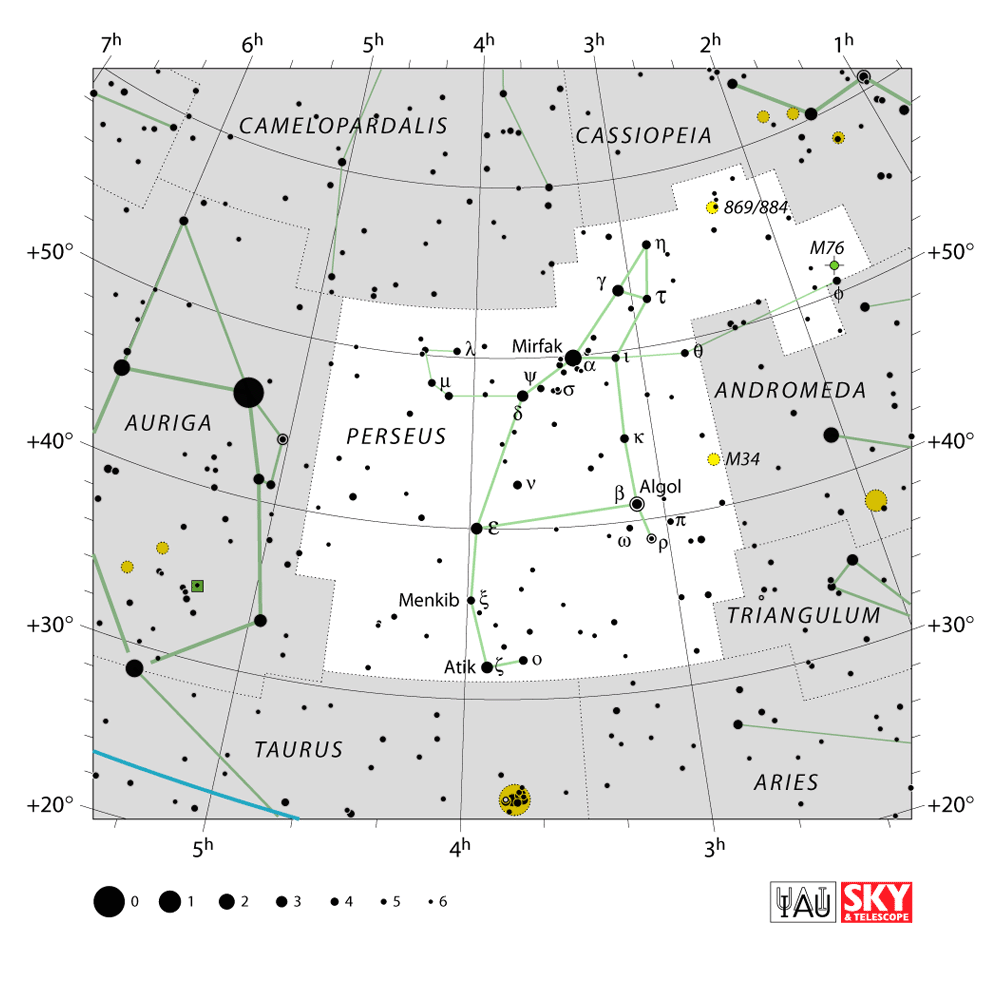 7h 6h 5h 4h 3h 2h 1h
CAMELOPARDALIS
CASSIOPEIA
869/884
+50° η M76 +50°
γ τ ϕ
Mirfak α ι θ
λ
μ ψ σ
δ
ANDROMEDA
AURIGA
PERSEUS
+40° κ +40°
M34
ν β Algol
ε π
ω ρ
Menkib ξ
TRIANGULUM
+30° +30°
Atik ζ ο
TAURUS
ARIES
+20° +20°
5h 4h 3h
0 1 2 3 4 5 6
IAU
SKY
& TELESCOPE